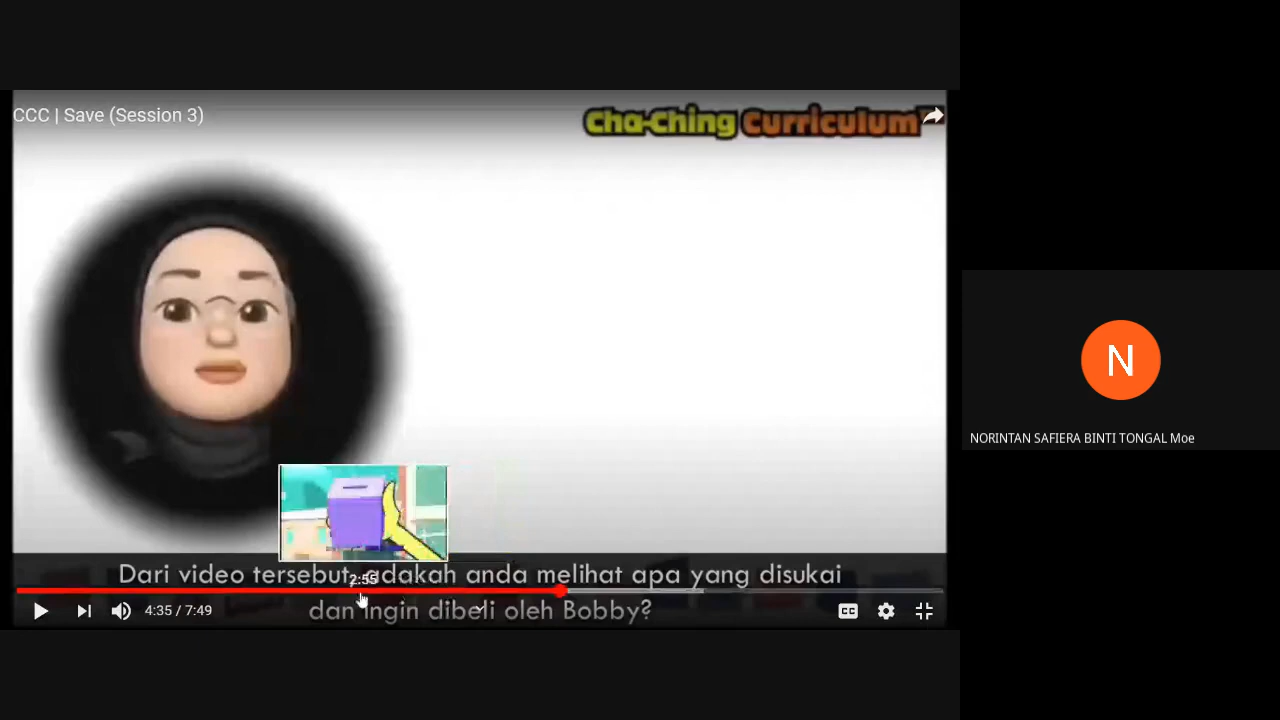 CCC | Save (Session 3)
Cha-Ching Curriculum
N
NORINTAN SAFIERA BINTI TONGAL Moe
Dari video tersebut, adakah anda melihat apa yang disukai
2:55
dan ingin dibeli oleh Bobby?
4:35 / 7:49
CC